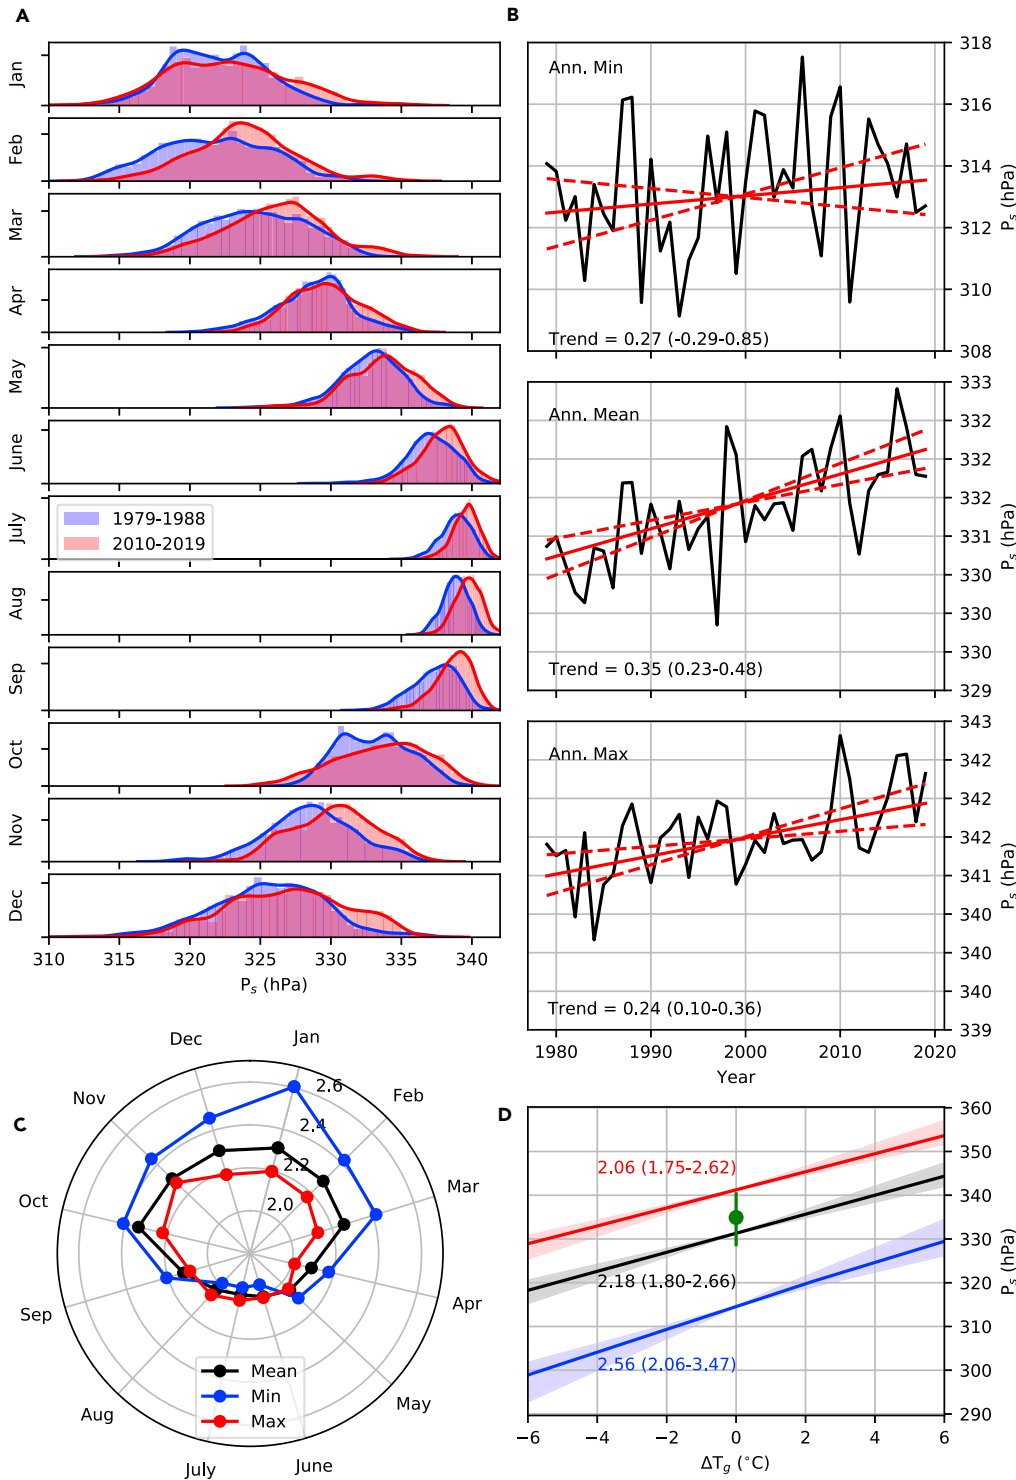 A
Jan
Feb
Mar
Apr
May
June
July
1979-1988
2010-2019
Aug
Sep
Oct
Nov
Dec
310 315 320 325 330 335 340
P_s (hPa)
B
Ann. Min
Trend = 0.27 (-0.29-0.85)
318
316
314
312
310
308
P_s (hPa)
Ann. Mean
Trend = 0.35 (0.23-0.48)
333
332
332
332
331
330
330
330
329
P_s (hPa)
Ann. Max
Trend = 0.24 (0.10-0.36)
343
342
342
342
341
340
340
340
339
P_s (hPa)
1980 1990 2000 2010 2020
Year
C
Jan
Feb
Mar
Apr
May
June
July
Aug
Sep
Oct
Nov
Dec
2.6
2.4
2.2
2.0
Mean
Min
Max
D
2.06 (1.75-2.62)
2.18 (1.80-2.66)
2.56 (2.06-3.47)
360
350
340
330
320
310
300
290
P_s (hPa)
−6 −4 −2 0 2 4 6
ΔT_g (°C)